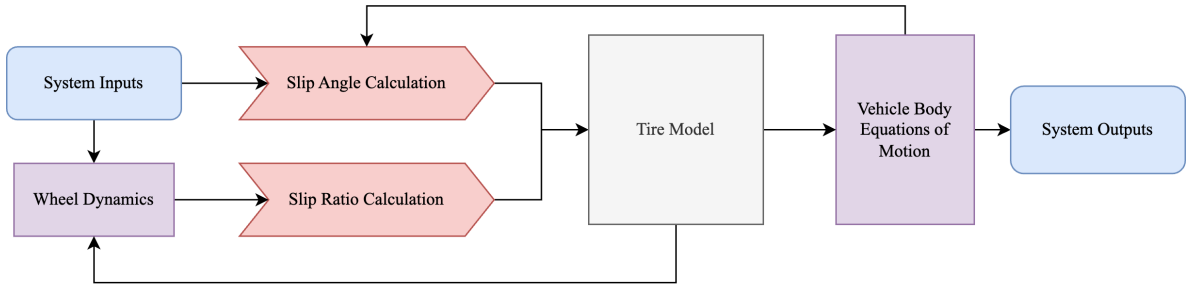 System Inputs
Slip Angle Calculation
Tire Model
Vehicle Body
Equations of
Motion
System Outputs
Wheel Dynamics
Slip Ratio Calculation